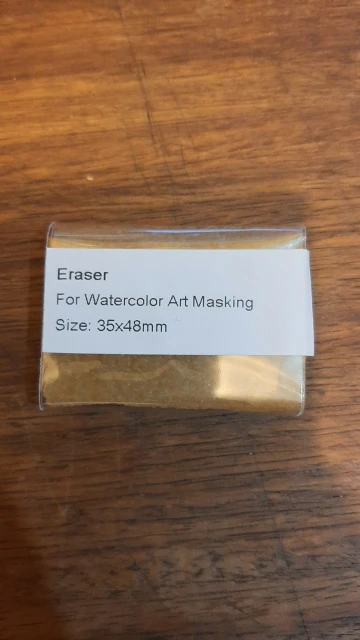 Eraser
For Watercolor Art Masking
Size: 35x48mm